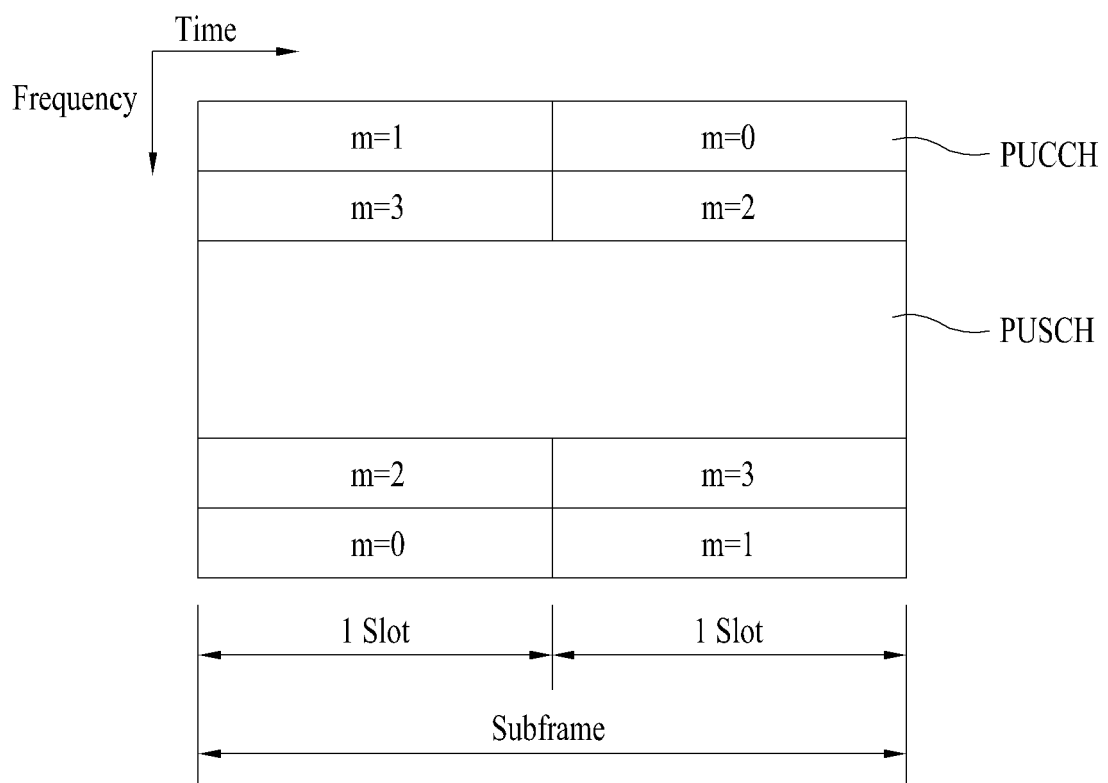 Time
Frequency
m=1 m=0
PUCCH
m=3 m=2
PUSCH
m=2 m=3
m=0 m=1
1 Slot 1 Slot
Subframe